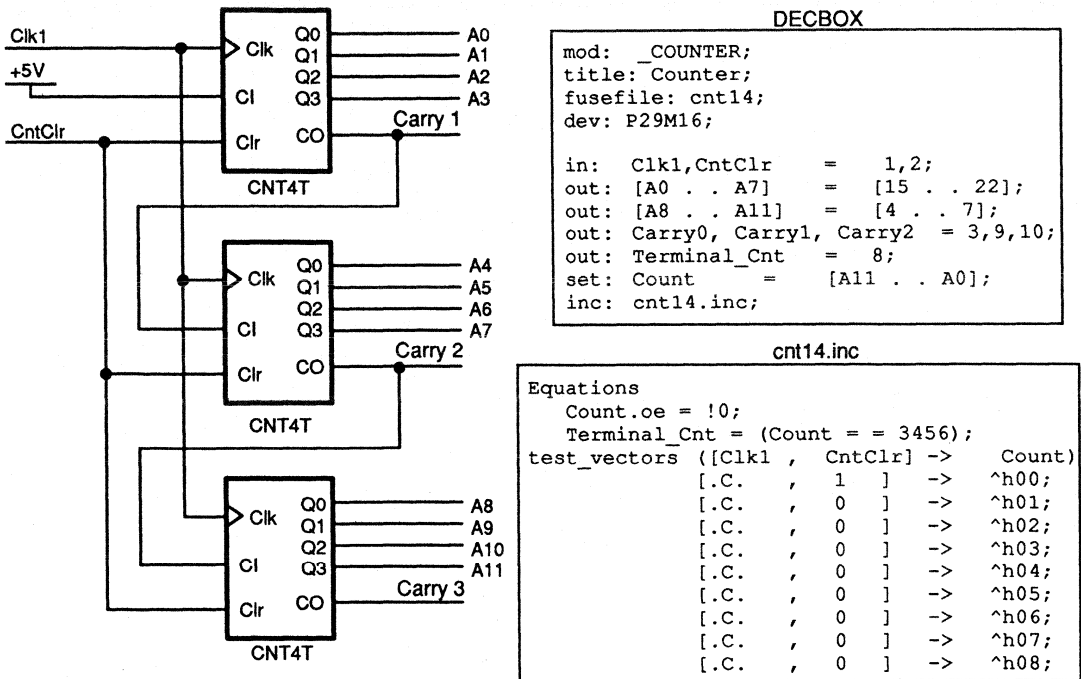 Clk1
+5V
CntClr
Clk
CI
Clr
Q0
Q1
Q2
Q3
CO
A0
A1
A2
A3
Carry 1
CNT4T
Clk
CI
Clr
Q0
Q1
Q2
Q3
CO
A4
A5
A6
A7
Carry 2
CNT4T
Clk
CI
Clr
Q0
Q1
Q2
Q3
CO
A8
A9
A10
A11
Carry 3
CNT4T
DECBOX
mod: _COUNTER;
title: Counter;
fusefile: cnt14;
dev: P29M16;
in: Clk1,CntClr = 1,2;
out: [A0 . . A7] = [15 . . 22];
out: [A8 . . A11] = [4 . . 7];
out: Carry0, Carry1, Carry2 = 3,9,10;
out: Terminal_Cnt = 8;
set: Count = [A11 . . A0];
inc: cnt14.inc;
cnt14.inc
Equations
Count.oe = !0;
Terminal_Cnt = (Count = = 3456);
test_vectors ([Clk1 , CntClr] -> Count)
[.C. , 1 ] -> ^h00;
[.C. , 0 ] -> ^h01;
[.C. , 0 ] -> ^h02;
[.C. , 0 ] -> ^h03;
[.C. , 0 ] -> ^h04;
[.C. , 0 ] -> ^h05;
[.C. , 0 ] -> ^h06;
[.C. , 0 ] -> ^h07;
[.C. , 0 ] -> ^h08;